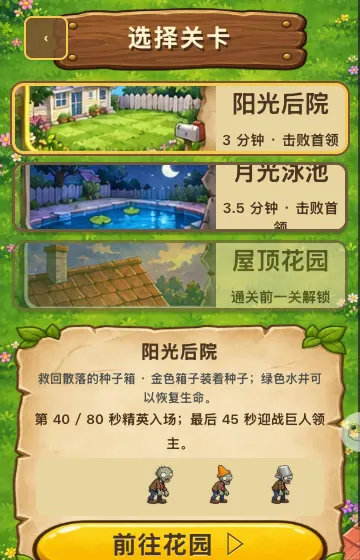 ‹
选择关卡
阳光后院
3 分钟 · 击败首领
月光泳池
3.5 分钟 · 击败首
领
屋顶花园
通关前一关解锁
阳光后院
救回散落的种子箱 · 金色箱子装着种子；绿色水井可
以恢复生命。
第 40 / 80 秒精英入场；最后 45 秒迎战巨人领
主。
前往花园 ▷